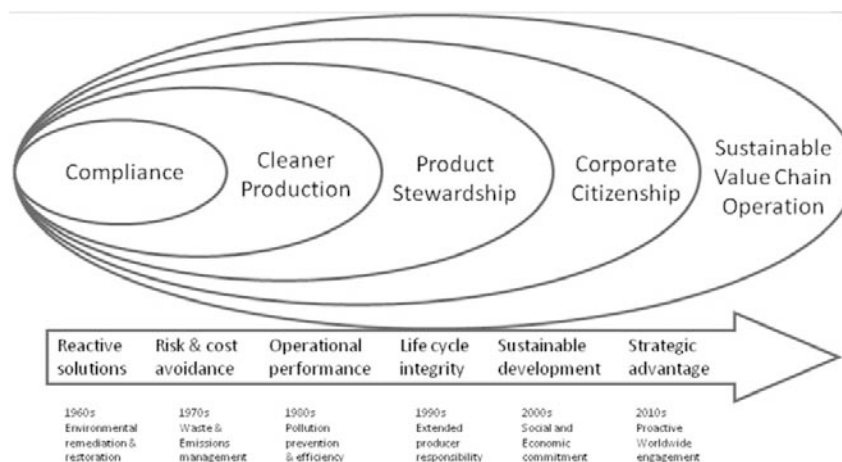 Compliance
Cleaner
Production
Product
Stewardship
Corporate
Citizenship
Sustainable
Value Chain
Operation
Reactive
solutions
Risk & cost
avoidance
Operational
performance
Life cycle
integrity
Sustainable
development
Strategic
advantage
1960s
Environmental
remediation &
restoration
1970s
Waste &
Emissions
management
1980s
Pollution
prevention
& efficiency
1990s
Extended
producer
responsibility
2000s
Social and
Economic
commitment
2010s
Proactive
Worldwide
engagement